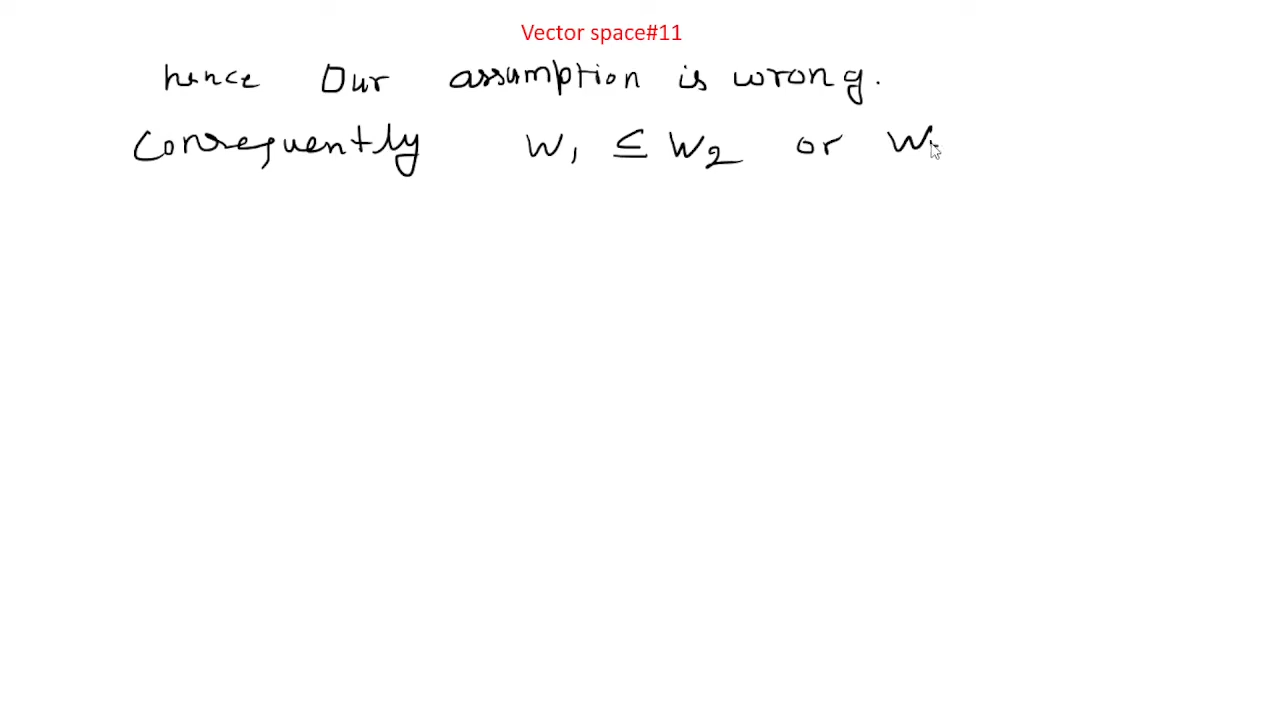 Vector space#11
hence Our assumption is wrong.
Consequently W₁ ⊆ W₂ or W